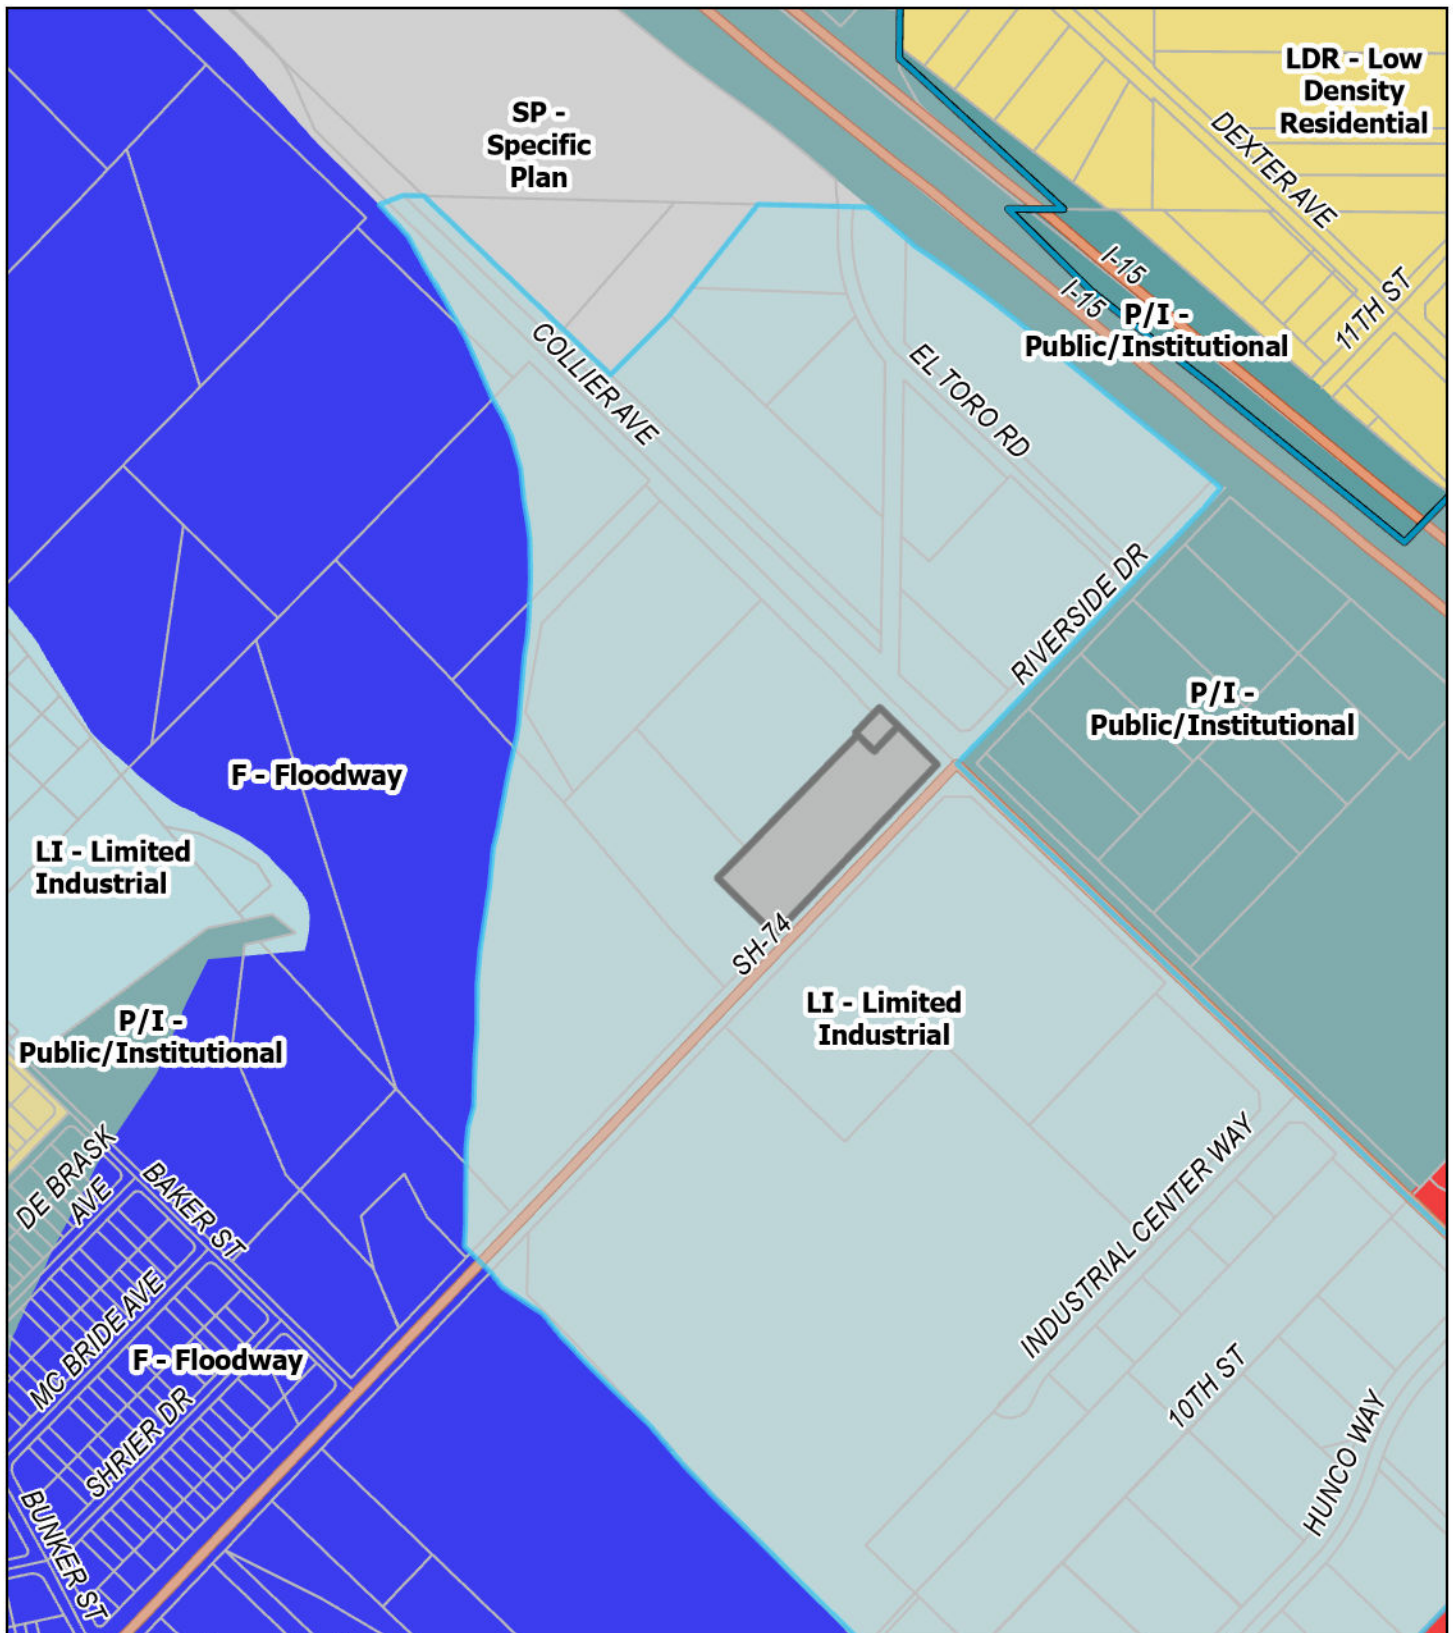 LDR - Low
Density
Residential
SP -
Specific
Plan
DEXTER AVE
I-15
I-15
11TH ST
P/I -
Public/Institutional
COLLIER AVE
EL TORO RD
RIVERSIDE DR
P/I -
Public/Institutional
F - Floodway
LI - Limited
Industrial
SH-74
LI - Limited
Industrial
P/I -
Public/Institutional
DE BRASK
AVE
BAKER ST
INDUSTRIAL CENTER WAY
MC BRIDE AVE
F - Floodway
SHRIER DR
10TH ST
HUNCO WAY
BUNKER ST